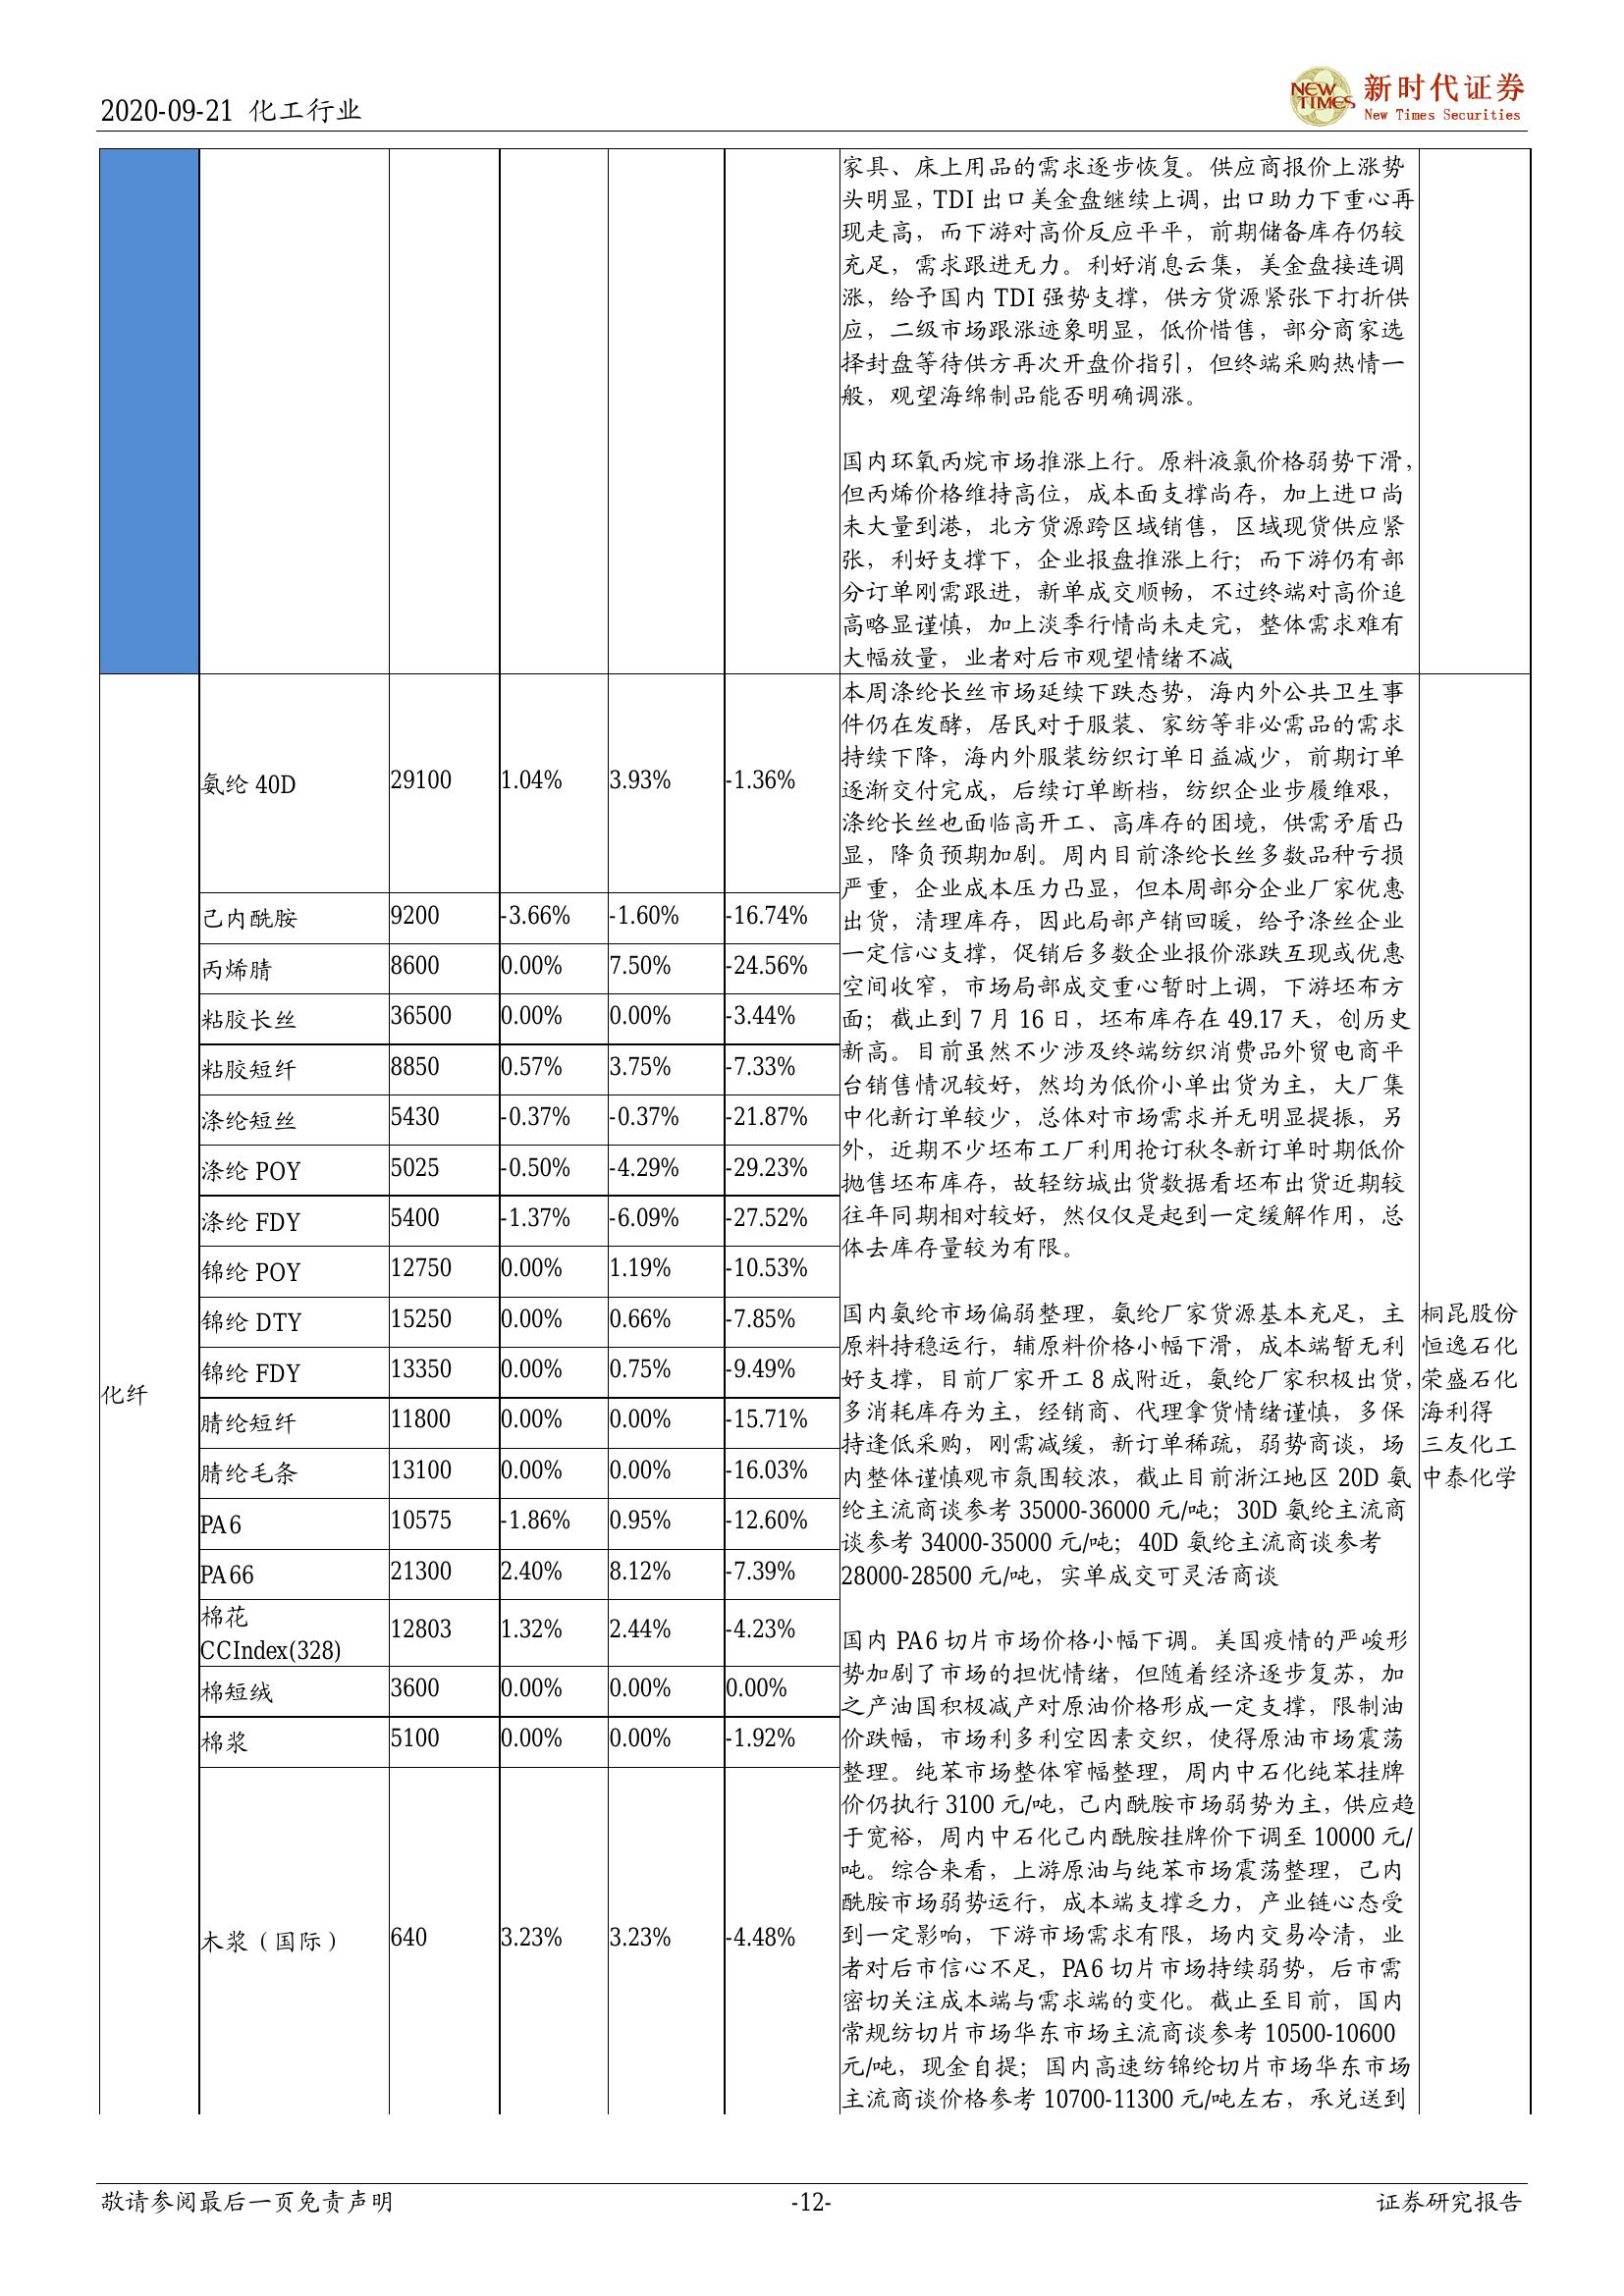 2020-09-21 化工行业
NEW TIMES 新时代证券
New Times Securities
家具、床上用品的需求逐步恢复。供应商报价上涨势
头明显，TDI 出口美金盘继续上调，出口助力下重心再
现走高，而下游对高价反应平平，前期储备库存仍较
充足，需求跟进无力。利好消息云集，美金盘接连调
涨，给予国内 TDI 强势支撑，供方货源紧张下打折供
应，二级市场跟涨迹象明显，低价惜售，部分商家选
择封盘等待供方再次开盘价指引，但终端采购热情一
般，观望海绵制品能否明确调涨。
国内环氧丙烷市场推涨上行。原料液氯价格弱势下滑，
但丙烯价格维持高位，成本面支撑尚存，加上进口尚
未大量到港，北方货源跨区域销售，区域现货供应紧
张，利好支撑下，企业报盘推涨上行；而下游仍有部
分订单刚需跟进，新单成交顺畅，不过终端对高价追
高略显谨慎，加上淡季行情尚未走完，整体需求难有
大幅放量，业者对后市观望情绪不减
化纤
氨纶 40D 29100 1.04% 3.93% -1.36%
己内酰胺 9200 -3.66% -1.60% -16.74%
丙烯腈 8600 0.00% 7.50% -24.56%
粘胶长丝 36500 0.00% 0.00% -3.44%
粘胶短纤 8850 0.57% 3.75% -7.33%
涤纶短丝 5430 -0.37% -0.37% -21.87%
涤纶 POY 5025 -0.50% -4.29% -29.23%
涤纶 FDY 5400 -1.37% -6.09% -27.52%
锦纶 POY 12750 0.00% 1.19% -10.53%
锦纶 DTY 15250 0.00% 0.66% -7.85%
锦纶 FDY 13350 0.00% 0.75% -9.49%
腈纶短纤 11800 0.00% 0.00% -15.71%
腈纶毛条 13100 0.00% 0.00% -16.03%
PA6 10575 -1.86% 0.95% -12.60%
PA66 21300 2.40% 8.12% -7.39%
棉花
CCIndex(328) 12803 1.32% 2.44% -4.23%
棉短绒 3600 0.00% 0.00% 0.00%
棉浆 5100 0.00% 0.00% -1.92%
木浆（国际） 640 3.23% 3.23% -4.48%
本周涤纶长丝市场延续下跌态势，海内外公共卫生事
件仍在发酵，居民对于服装、家纺等非必需品的需求
持续下降，海内外服装纺织订单日益减少，前期订单
逐渐交付完成，后续订单断档，纺织企业步履维艰，
涤纶长丝也面临高开工、高库存的困境，供需矛盾凸
显，降负预期加剧。周内目前涤纶长丝多数品种亏损
严重，企业成本压力凸显，但本周部分企业厂家优惠
出货，清理库存，因此局部产销回暖，给予涤丝企业
一定信心支撑，促销后多数企业报价涨跌互现或优惠
空间收窄，市场局部成交重心暂时上调，下游坯布方
面；截止到 7 月 16 日，坯布库存在 49.17 天，创历史
新高。目前虽然不少涉及终端纺织消费品外贸电商平
台销售情况较好，然均为低价小单出货为主，大厂集
中化新订单较少，总体对市场需求并无明显提振，另
外，近期不少坯布工厂利用抢订秋冬新订单时期低价
抛售坯布库存，故轻纺城出货数据看坯布出货近期较
往年同期相对较好，然仅仅是起到一定缓解作用，总
体去库存量较为有限。
国内氨纶市场偏弱整理，氨纶厂家货源基本充足，主
原料持稳运行，辅原料价格小幅下滑，成本端暂无利
好支撑，目前厂家开工 8 成附近，氨纶厂家积极出货，
多消耗库存为主，经销商、代理拿货情绪谨慎，多保
持逢低采购，刚需减缓，新订单稀疏，弱势商谈，场
内整体谨慎观市氛围较浓，截止目前浙江地区 20D 氨
纶主流商谈参考 35000-36000 元/吨；30D 氨纶主流商
谈参考 34000-35000 元/吨；40D 氨纶主流商谈参考
28000-28500 元/吨，实单成交可灵活商谈
国内 PA6 切片市场价格小幅下调。美国疫情的严峻形
势加剧了市场的担忧情绪，但随着经济逐步复苏，加
之产油国积极减产对原油价格形成一定支撑，限制油
价跌幅，市场利多利空因素交织，使得原油市场震荡
整理。纯苯市场整体窄幅整理，周内中石化纯苯挂牌
价仍执行 3100 元/吨，己内酰胺市场弱势为主，供应趋
于宽裕，周内中石化己内酰胺挂牌价下调至 10000 元/
吨。综合来看，上游原油与纯苯市场震荡整理，己内
酰胺市场弱势运行，成本端支撑乏力，产业链心态受
到一定影响，下游市场需求有限，场内交易冷清，业
者对后市信心不足，PA6 切片市场持续弱势，后市需
密切关注成本端与需求端的变化。截止至目前，国内
常规纺切片市场华东市场主流商谈参考 10500-10600
元/吨，现金自提；国内高速纺锦纶切片市场华东市场
主流商谈价格参考 10700-11300 元/吨左右，承兑送到
桐昆股份
恒逸石化
荣盛石化
海利得
三友化工
中泰化学
敬请参阅最后一页免责声明 -12- 证券研究报告